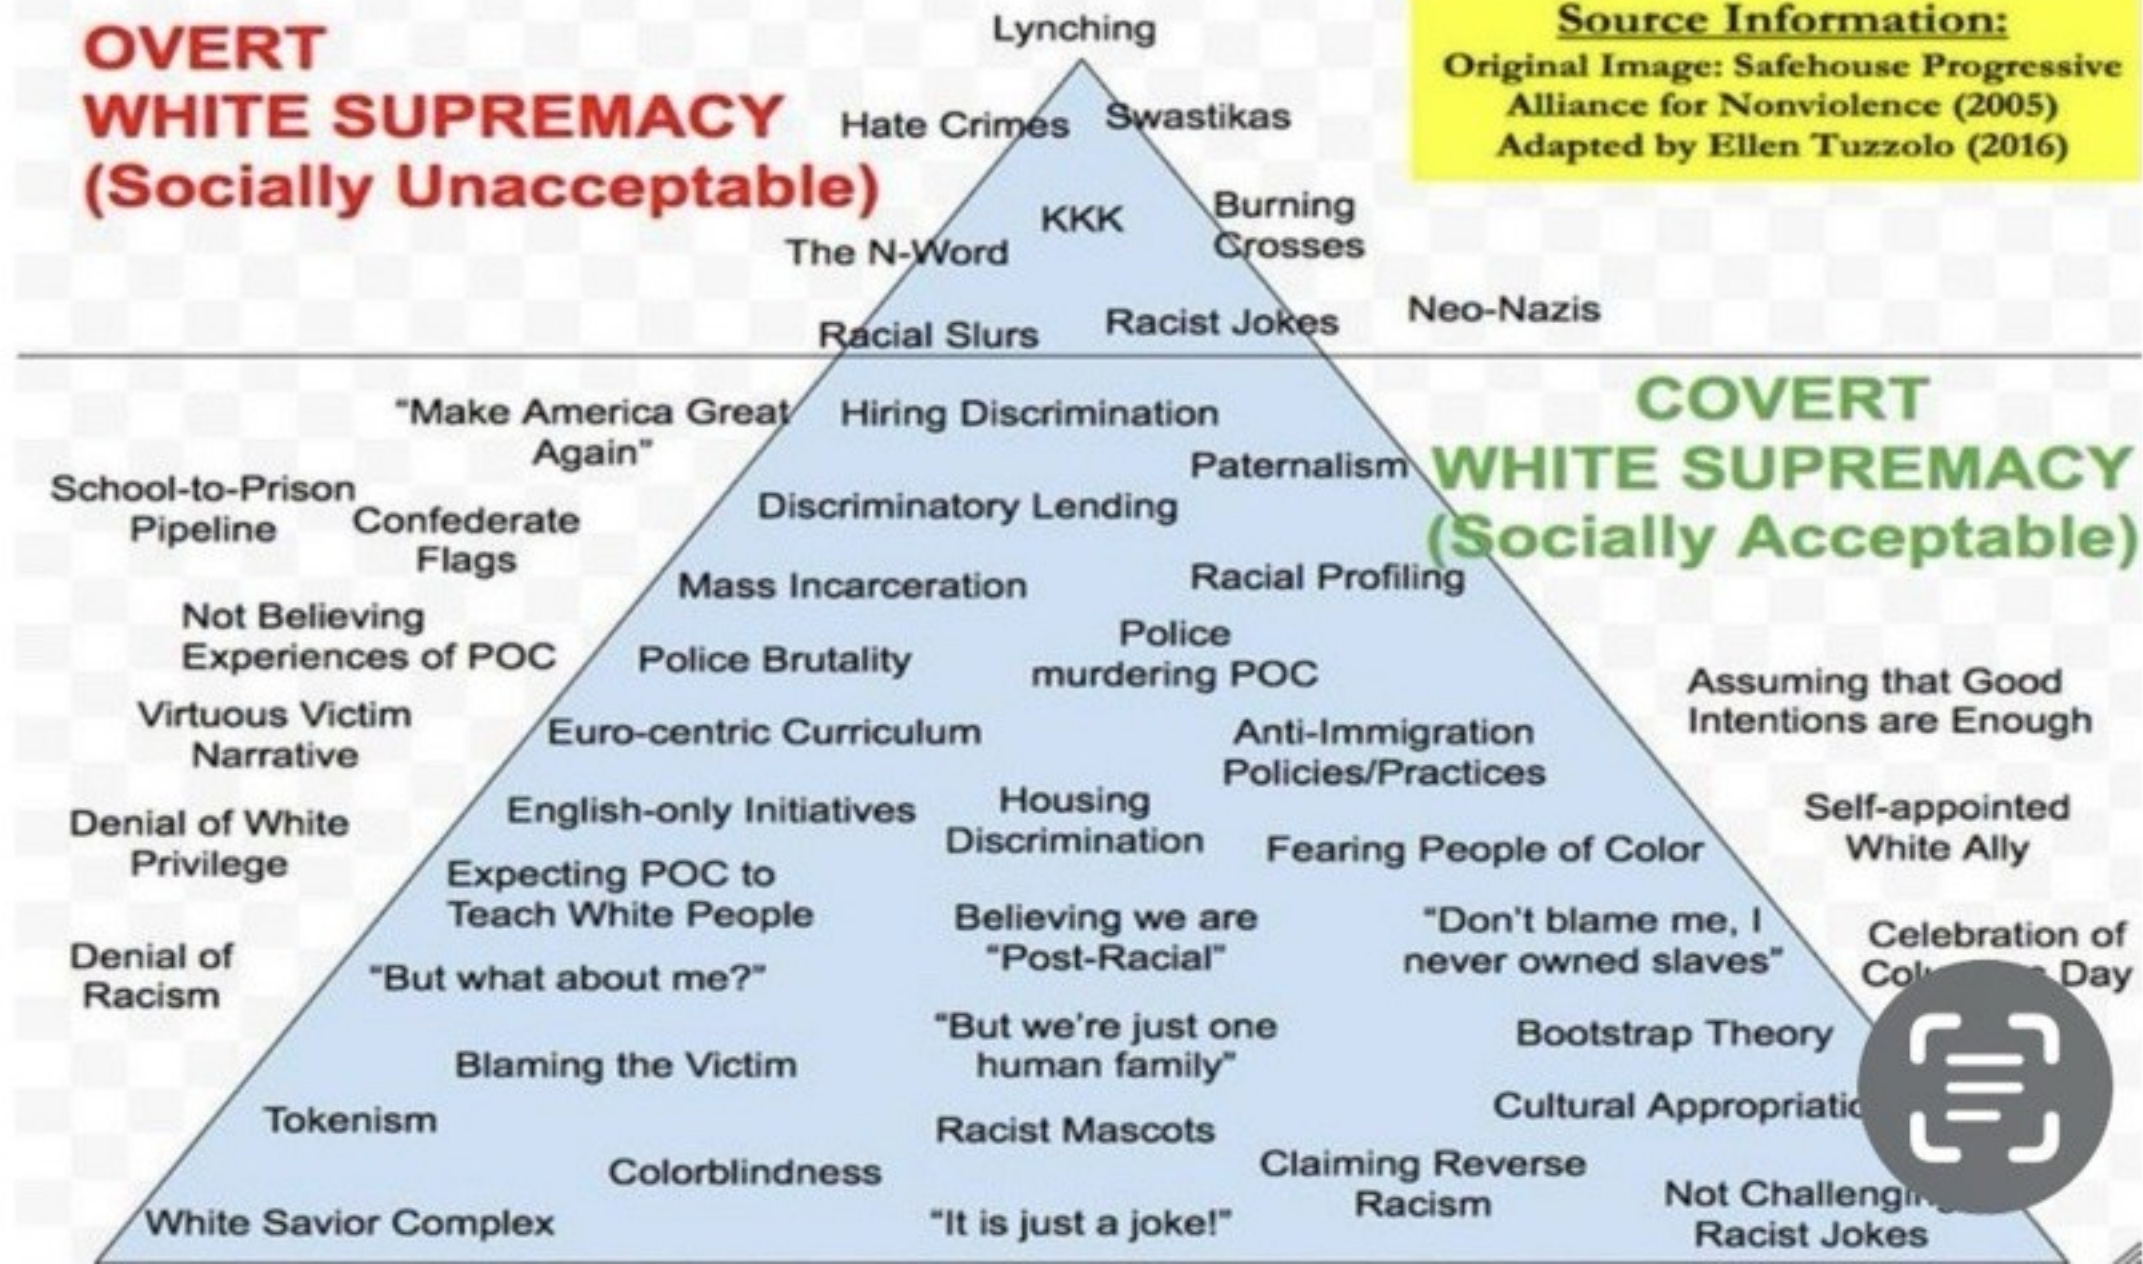 OVERT
WHITE SUPREMACY
(Socially Unacceptable)
Source Information:
Original Image: Safehouse Progressive
Alliance for Nonviolence (2005)
Adapted by Ellen Tuzzolo (2016)
Lynching
Hate Crimes
Swastikas
KKK
Burning
Crosses
The N-Word
Neo-Nazis
Racial Slurs
Racist Jokes
COVERT
WHITE SUPREMACY
(Socially Acceptable)
"Make America Great
Again"
Hiring Discrimination
Paternalism
School-to-Prison
Pipeline
Confederate
Flags
Discriminatory Lending
Mass Incarceration
Racial Profiling
Not Believing
Experiences of POC
Police Brutality
Police
murdering POC
Assuming that Good
Intentions are Enough
Virtuous Victim
Narrative
Euro-centric Curriculum
Anti-Immigration
Policies/Practices
Denial of White
Privilege
English-only Initiatives
Housing
Discrimination
Fearing People of Color
Self-appointed
White Ally
Expecting POC to
Teach White People
Believing we are
"Post-Racial"
"Don't blame me, I
never owned slaves"
Celebration of
Day
Denial of
Racism
"But what about me?"
"But we're just one
human family"
Bootstrap Theory
Blaming the Victim
Cultural
Tokenism
Racist Mascots
Colorblindness
Claiming Reverse
Racism
Not
Racist Jokes
White Savior Complex
"It is just a joke!"